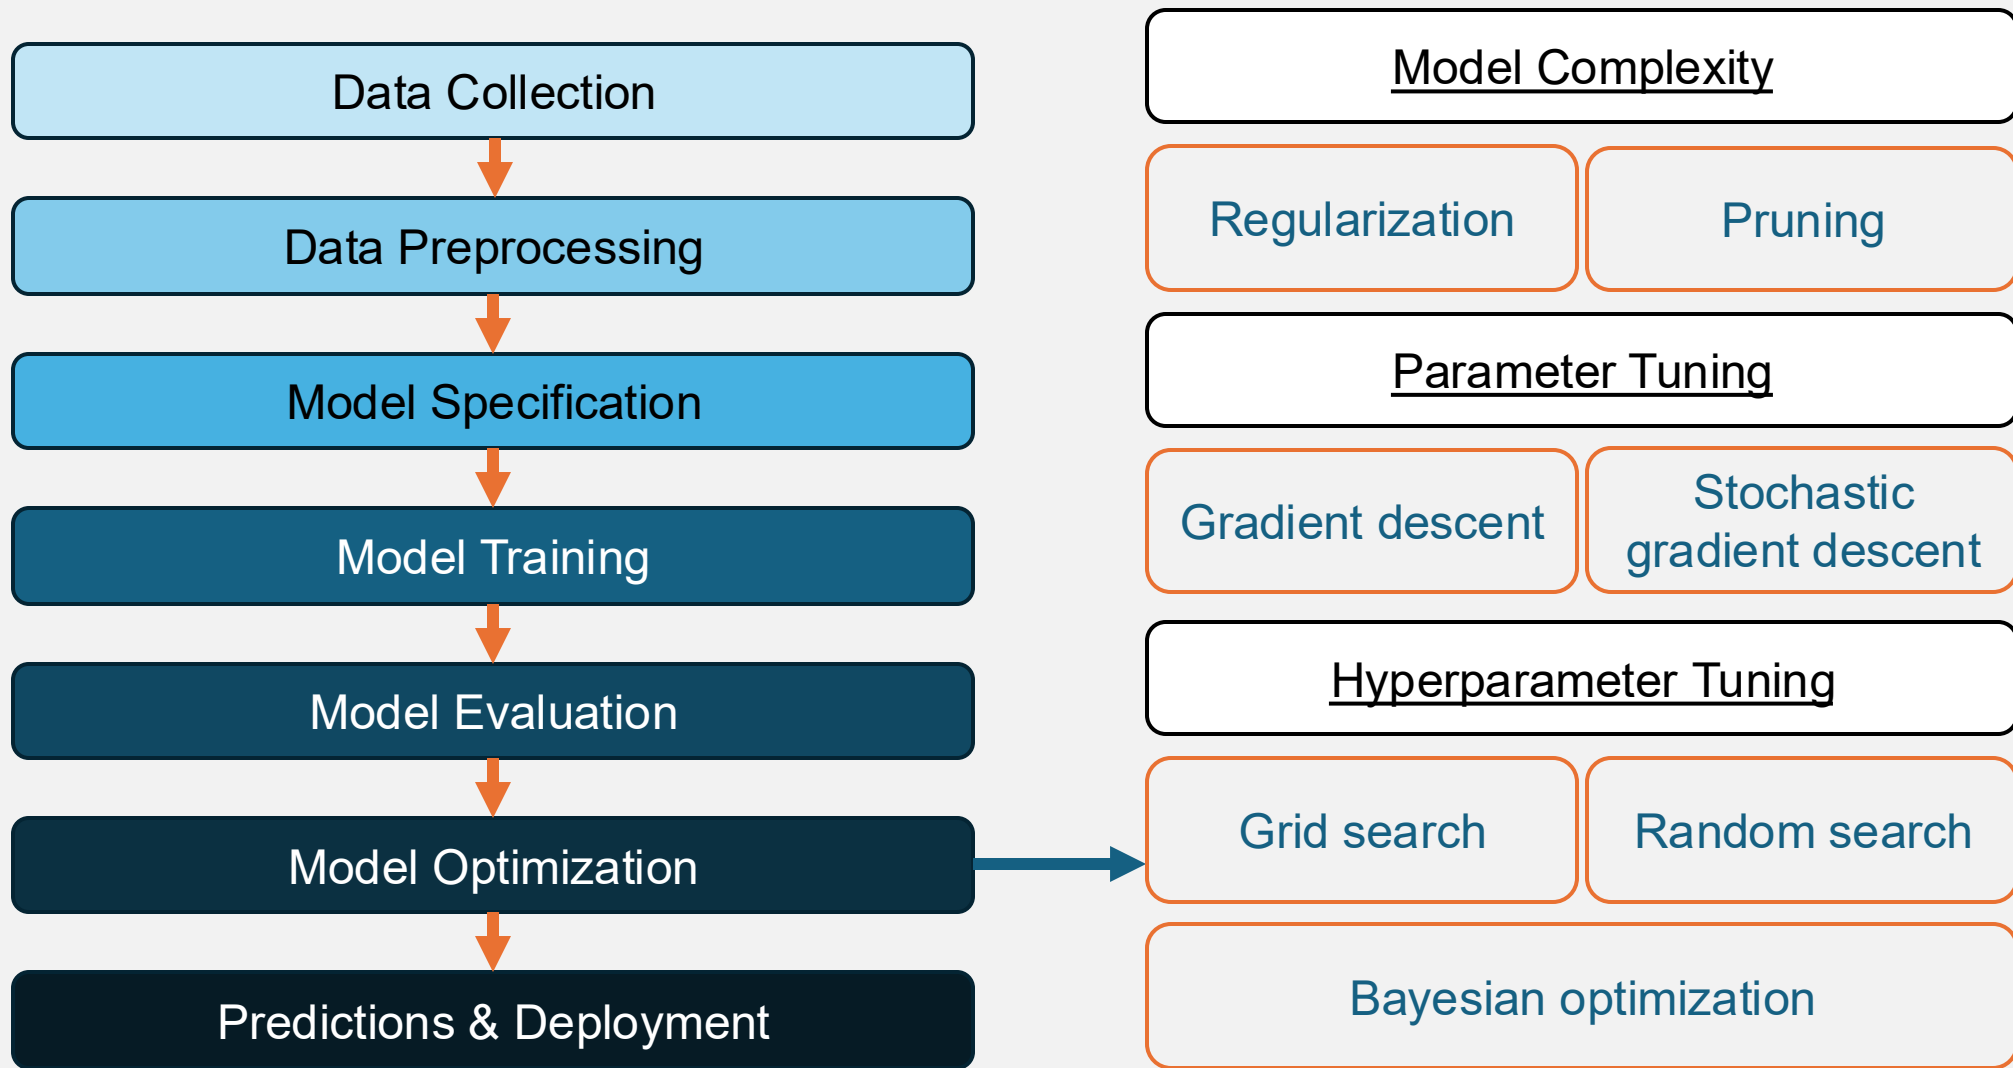 Data Collection
Data Preprocessing
Model Specification
Model Training
Model Evaluation
Model Optimization
Predictions & Deployment
Model Complexity
Regularization
Pruning
Parameter Tuning
Gradient descent
Stochastic
gradient descent
Hyperparameter Tuning
Grid search
Random search
Bayesian optimization